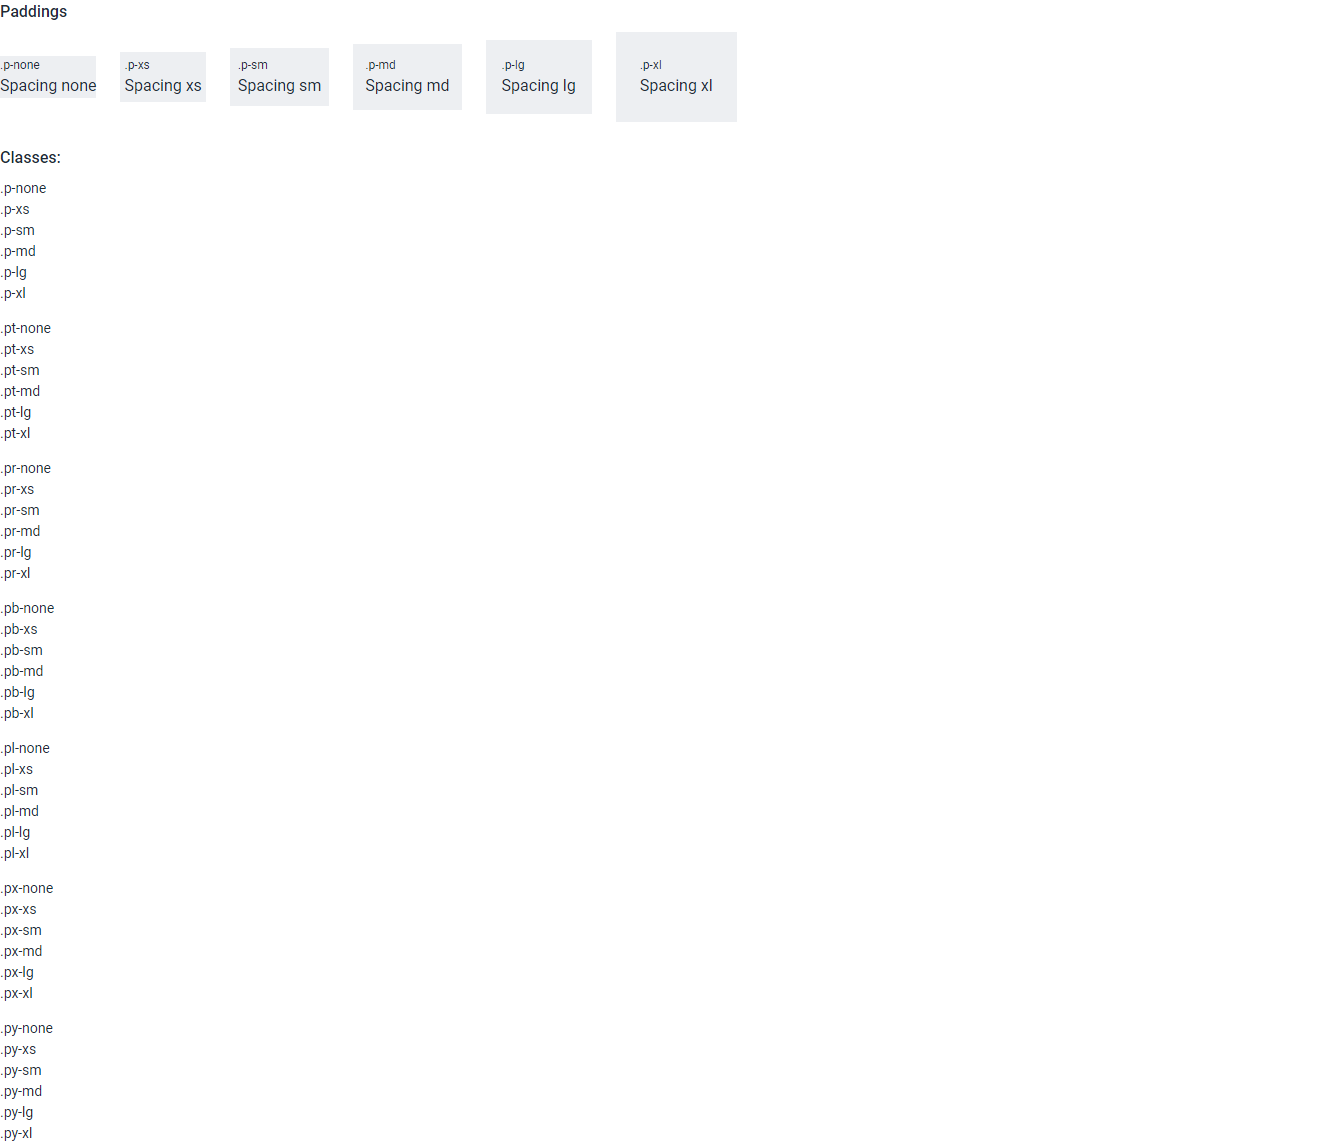 Paddings
.p-none .p-xs .p-sm .p-md .p-lg .p-xl
Spacing none Spacing xs Spacing sm Spacing md Spacing lg Spacing xl
Classes:
.p-none
.p-xs
.p-sm
.p-md
.p-lg
.p-xl
.pt-none
.pt-xs
.pt-sm
.pt-md
.pt-lg
.pt-xl
.pr-none
.pr-xs
.pr-sm
.pr-md
.pr-lg
.pr-xl
.pb-none
.pb-xs
.pb-sm
.pb-md
.pb-lg
.pb-xl
.pl-none
.pl-xs
.pl-sm
.pl-md
.pl-lg
.pl-xl
.px-none
.px-xs
.px-sm
.px-md
.px-lg
.px-xl
.py-none
.py-xs
.py-sm
.py-md
.py-lg
.py-xl